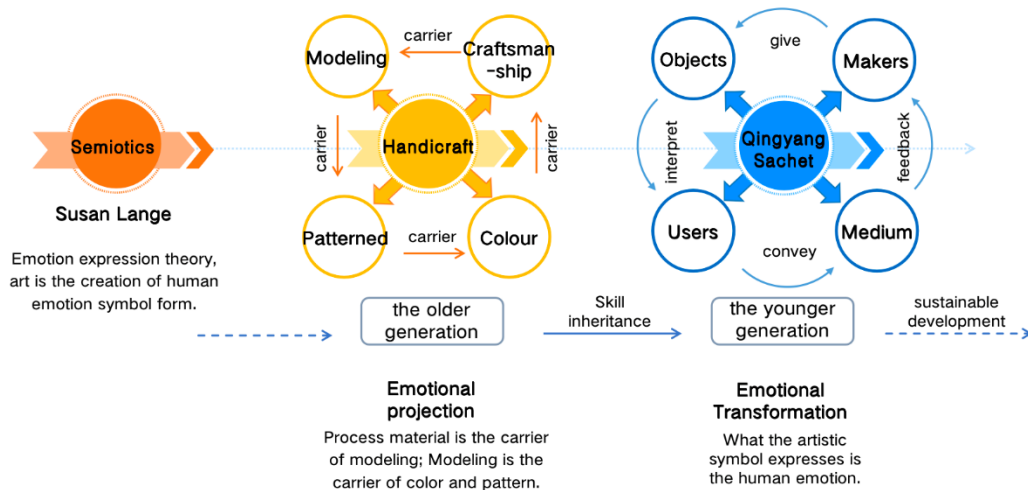 Semiotics
Susan Lange
Emotion expression theory,
art is the creation of human
emotion symbol form.
Modeling
carrier
Craftsman
-ship
carrier
Handicraft
carrier
Patterned
carrier
Colour
the older
generation
Emotional
projection
Process material is the carrier
of modeling; Modeling is the
carrier of color and pattern.
Skill
inheritance
Objects
give
Makers
interpret
Qingyang
Sachet
feedback
Users
convey
Medium
the younger
generation
Emotional
Transformation
What the artistic
symbol expresses is
the human emotion.
sustainable
development